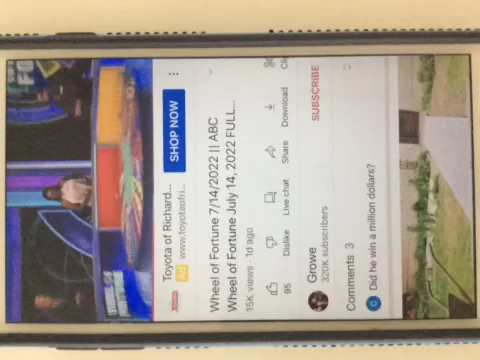 Toyota of Richard...
Ad www.toyotaofri...
SHOP NOW
Wheel of Fortune 7/14/2022 || ABC
Wheel of Fortune July 14, 2022 FULL...
15K views · 1d ago
95
Dislike
Live chat
Share
Download
Cli
Growe
320K subscribers
SUBSCRIBE
Comments 3
C Did he win a million dollars?